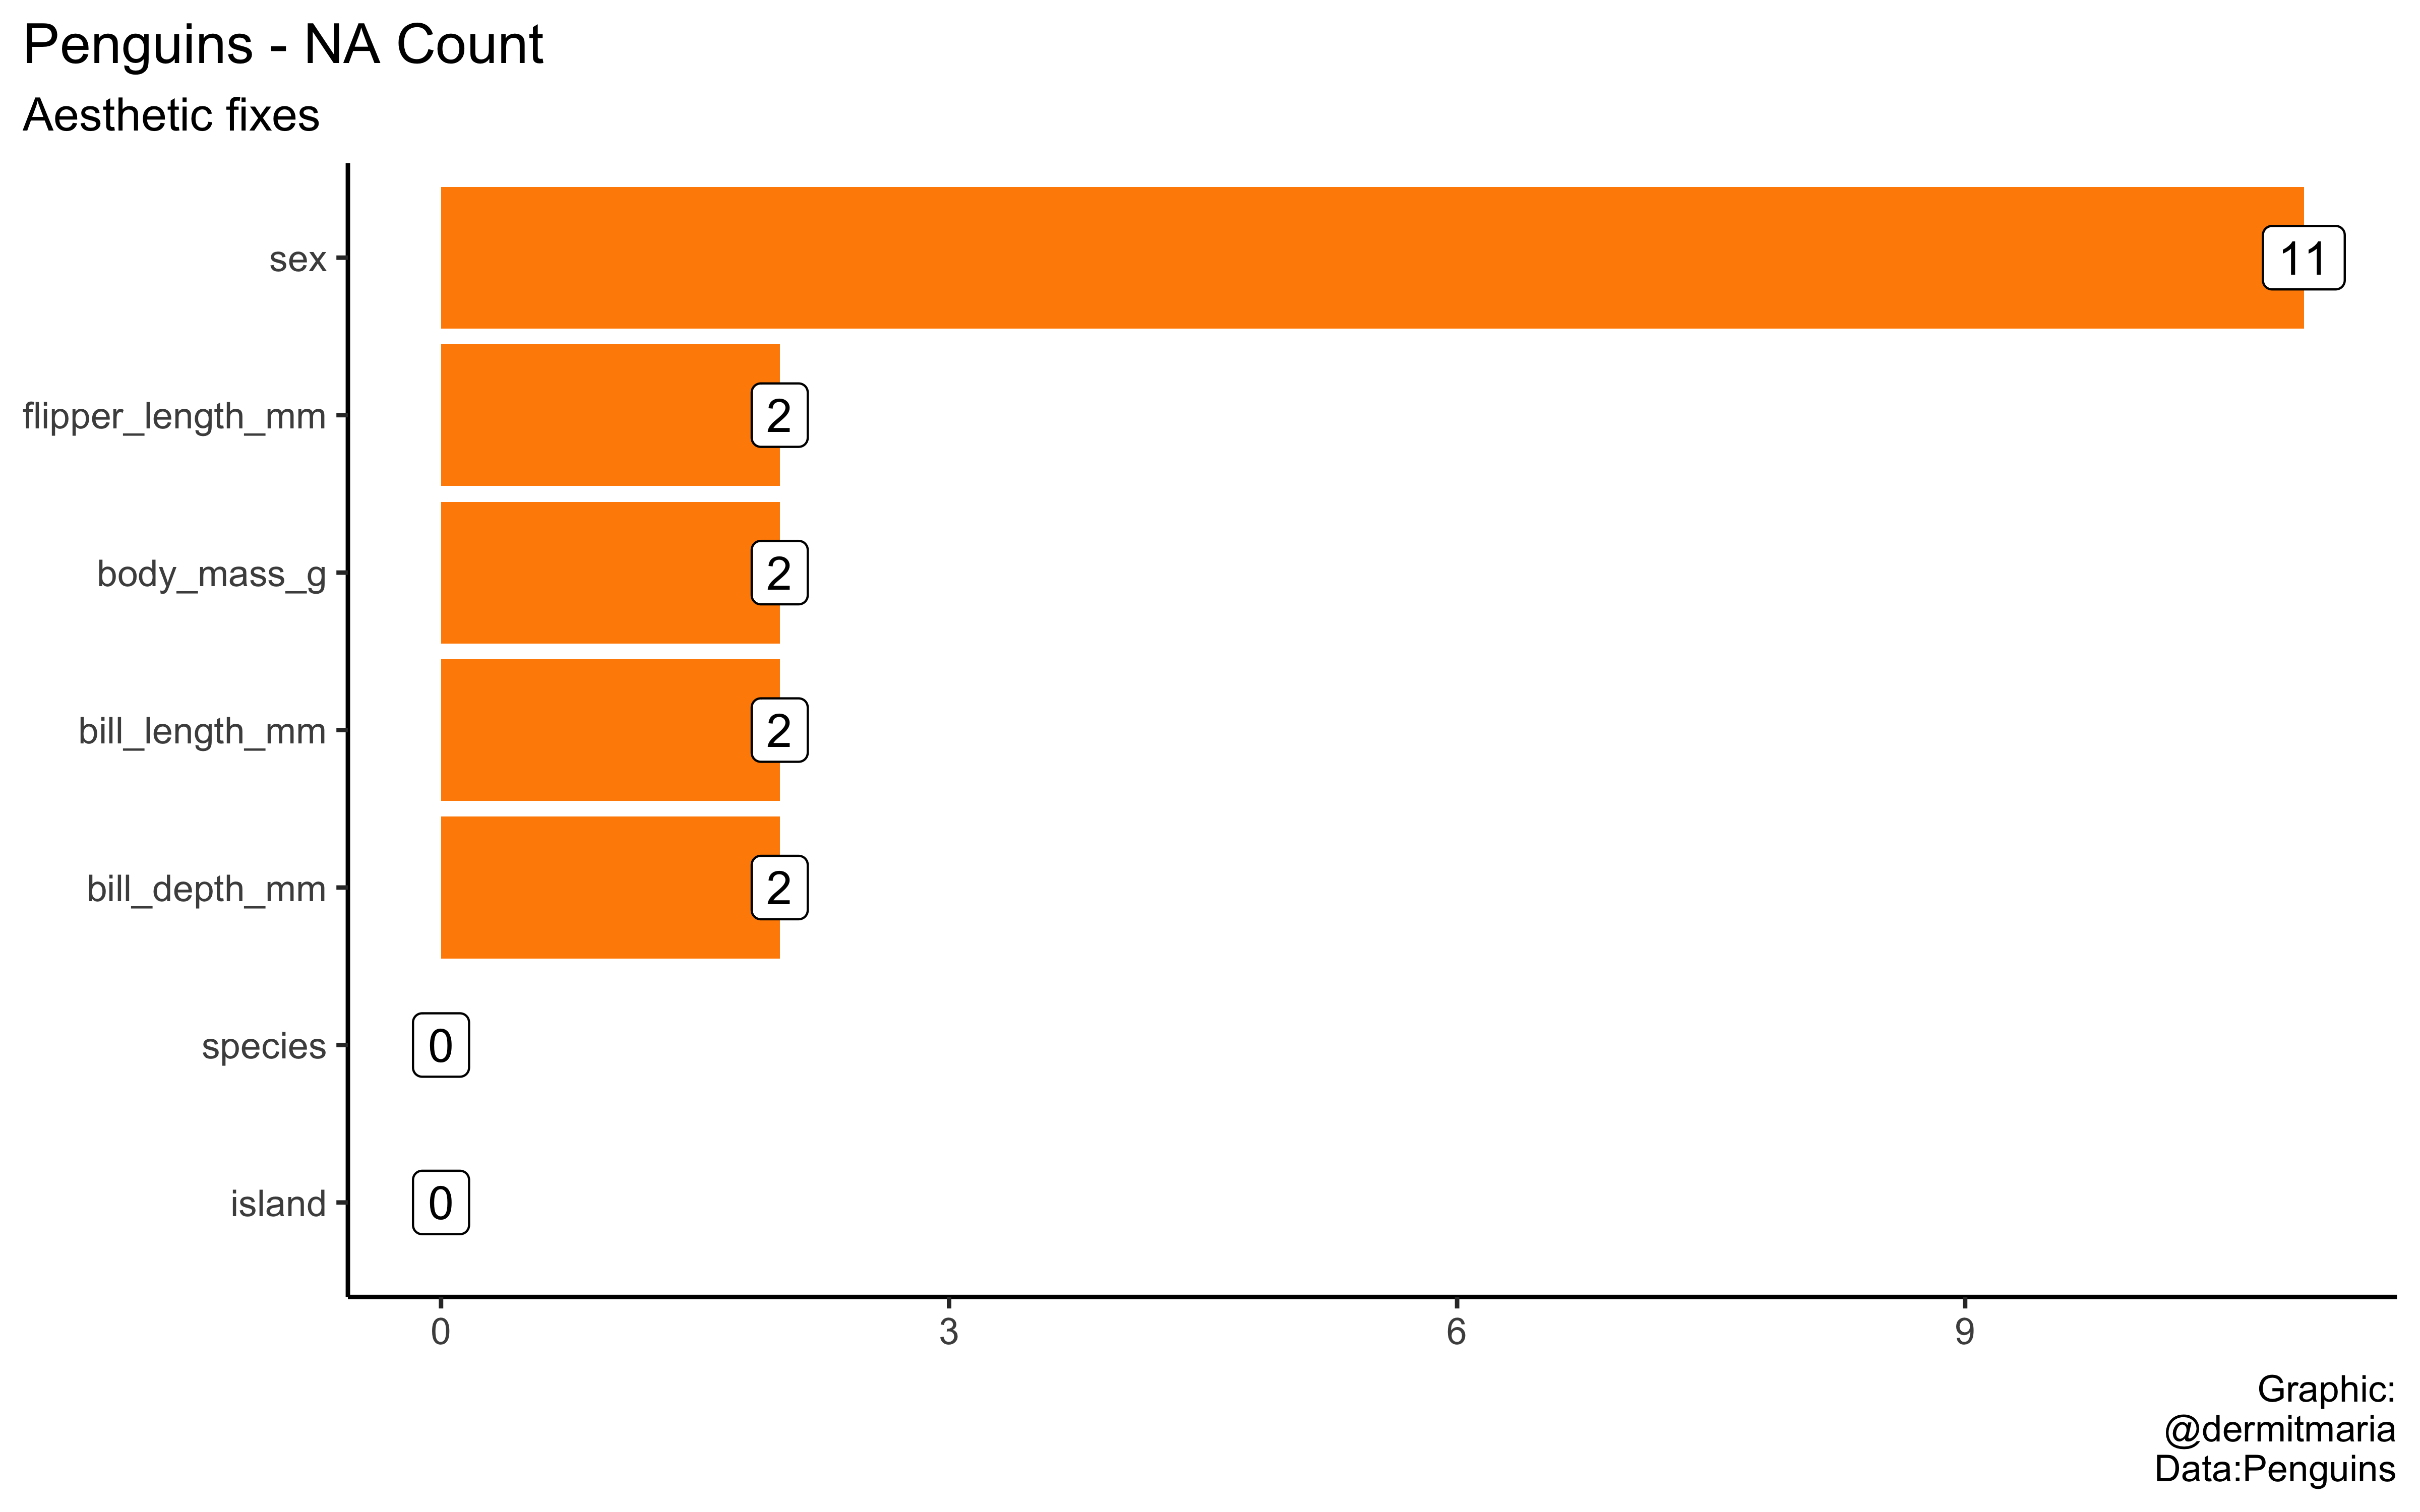 Penguins - NA Count
Aesthetic fixes
sex
11
flipper_length_mm
2
body_mass_g
2
bill_length_mm
2
bill_depth_mm
2
species
0
island
0
0 3 6 9
Graphic:
@dermitmaria
Data:Penguins